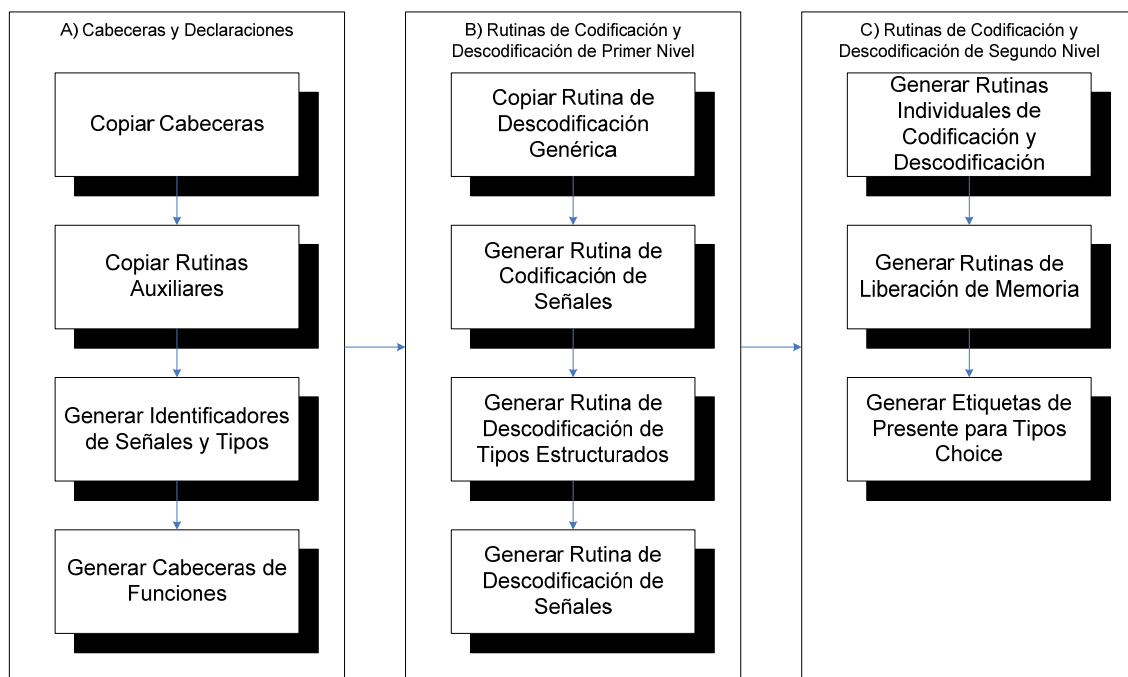 A) Cabeceras y Declaraciones
Copiar Cabeceras
Copiar Rutinas
Auxiliares
Generar Identificadores
de Señales y Tipos
Generar Cabeceras de
Funciones
B) Rutinas de Codificación y
Descodificación de Primer Nivel
Copiar Rutina de
Descodificación
Genérica
Generar Rutina de
Codificación de
Señales
Generar Rutina de
Descodificación de
Tipos Estructurados
Generar Rutina de
Descodificación de
Señales
C) Rutinas de Codificación y
Descodificación de Segundo Nivel
Generar Rutinas
Individuales de
Codificación y
Descodificación
Generar Rutinas de
Liberación de Memoria
Generar Etiquetas de
Presente para Tipos
Choice